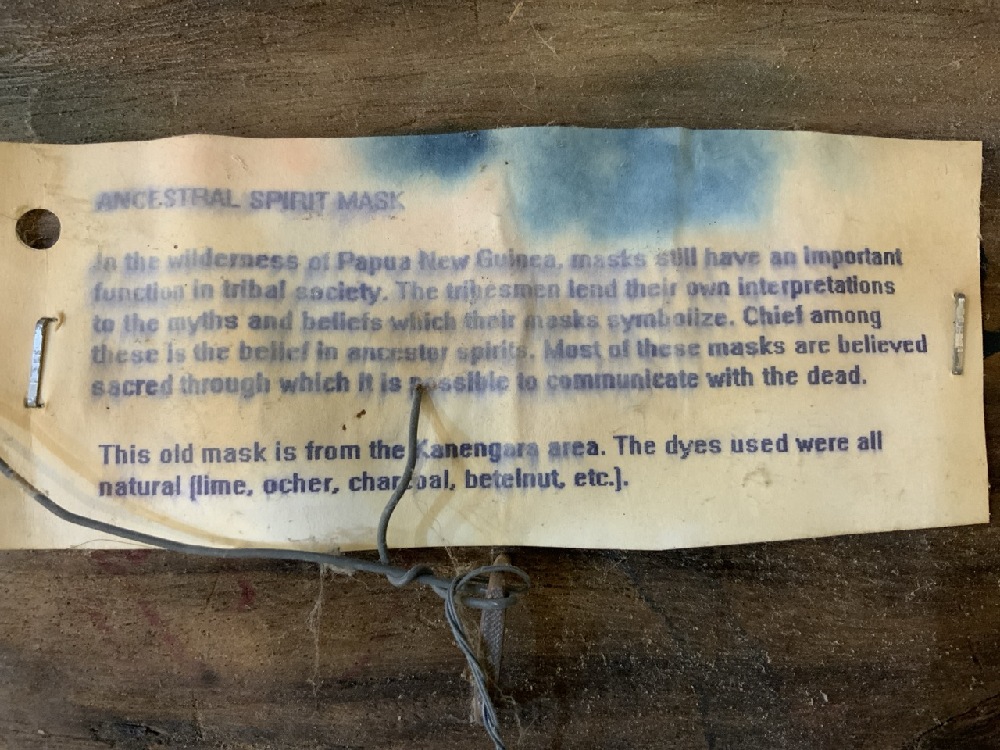 ANCESTRAL SPIRIT MASK
In the wilderness of Papua New Guinea, masks still have an important
function in tribal society. The tribesmen lend their own interpretations
to the myths and beliefs which their masks symbolize. Chief among
these is the belief in ancestor spirits. Most of these masks are believed
sacred through which it is possible to communicate with the dead.
This old mask is from the Kanengara area. The dyes used were all
natural (lime, ocher, charcoal, betelnut, etc.).